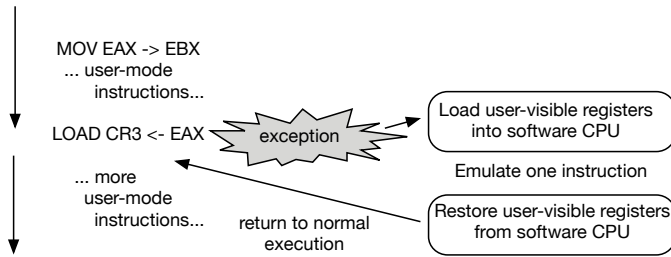 MOV EAX -> EBX
... user-mode
instructions...
LOAD CR3 <- EAX
exception
Load user-visible registers
into software CPU
Emulate one instruction
... more
user-mode
instructions...
return to normal
execution
Restore user-visible registers
from software CPU